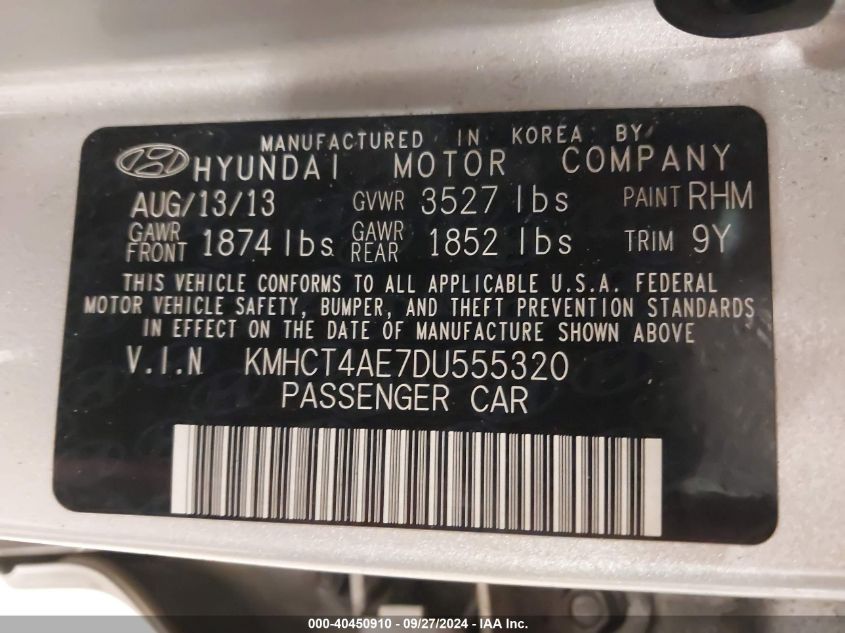 MANUFACTURED IN KOREA BY
HYUNDAI MOTOR COMPANY
AUG/13/13 GVWR 3527 lbs PAINT RHM
GAWR FRONT 1874 lbs GAWR REAR 1852 lbs TRIM 9Y
THIS VEHICLE CONFORMS TO ALL APPLICABLE U.S.A. FEDERAL
MOTOR VEHICLE SAFETY, BUMPER, AND THEFT PREVENTION STANDARDS
IN EFFECT ON THE DATE OF MANUFACTURE SHOWN ABOVE
V.I.N KMHCT4AE7DU555320
PASSENGER CAR
000-40450910 - 09/27/2024 - IAA Inc.